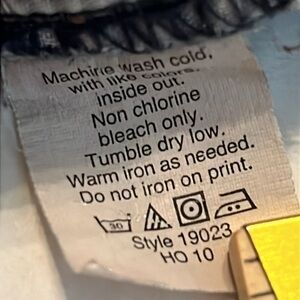 Machine wash cold,
with like colors.
inside out.
Non chlorine
bleach only.
Tumble dry low.
Warm iron as needed.
Do not iron on print.
30
Style 19023
HO 10